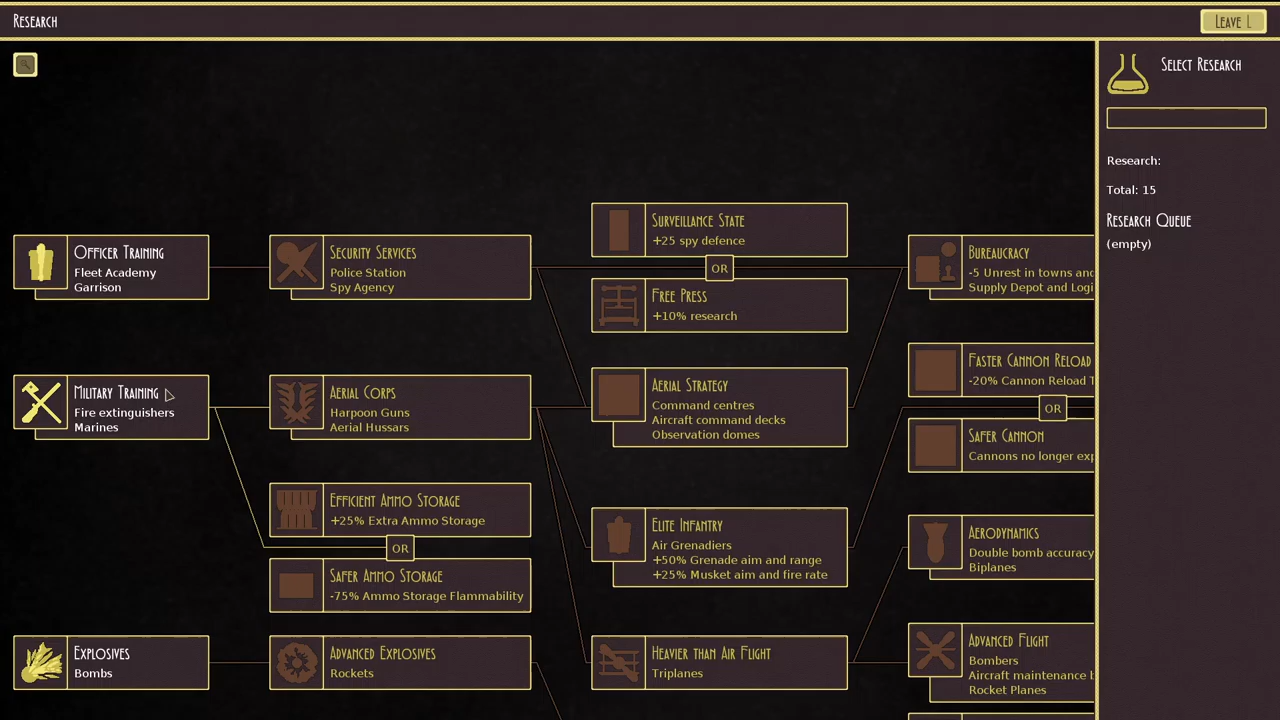 Research
Leave L
Select Research
Research:
Total: 15
Research Queue
(empty)
Officer Training
Fleet Academy
Garrison
Security Services
Police Station
Spy Agency
Surveillance State
+25 spy defence
OR
Free Press
+10% research
Bureaucracy
-5 Unrest in towns and
Supply Depot and Logi
Military Training
Fire extinguishers
Marines
Aerial Corps
Harpoon Guns
Aerial Hussars
Aerial Strategy
Command centres
Aircraft command decks
Observation domes
Faster Cannon Reload
-20% Cannon Reload T
OR
Safer Cannon
Cannons no longer exp
Efficient Ammo Storage
+25% Extra Ammo Storage
OR
Safer Ammo Storage
-75% Ammo Storage Flammability
Elite Infantry
Air Grenadiers
+50% Grenade aim and range
+25% Musket aim and fire rate
Aerodynamics
Double bomb accuracy
Biplanes
Explosives
Bombs
Advanced Explosives
Rockets
Heavier than Air Flight
Triplanes
Advanced Flight
Bombers
Aircraft maintenance b
Rocket Planes